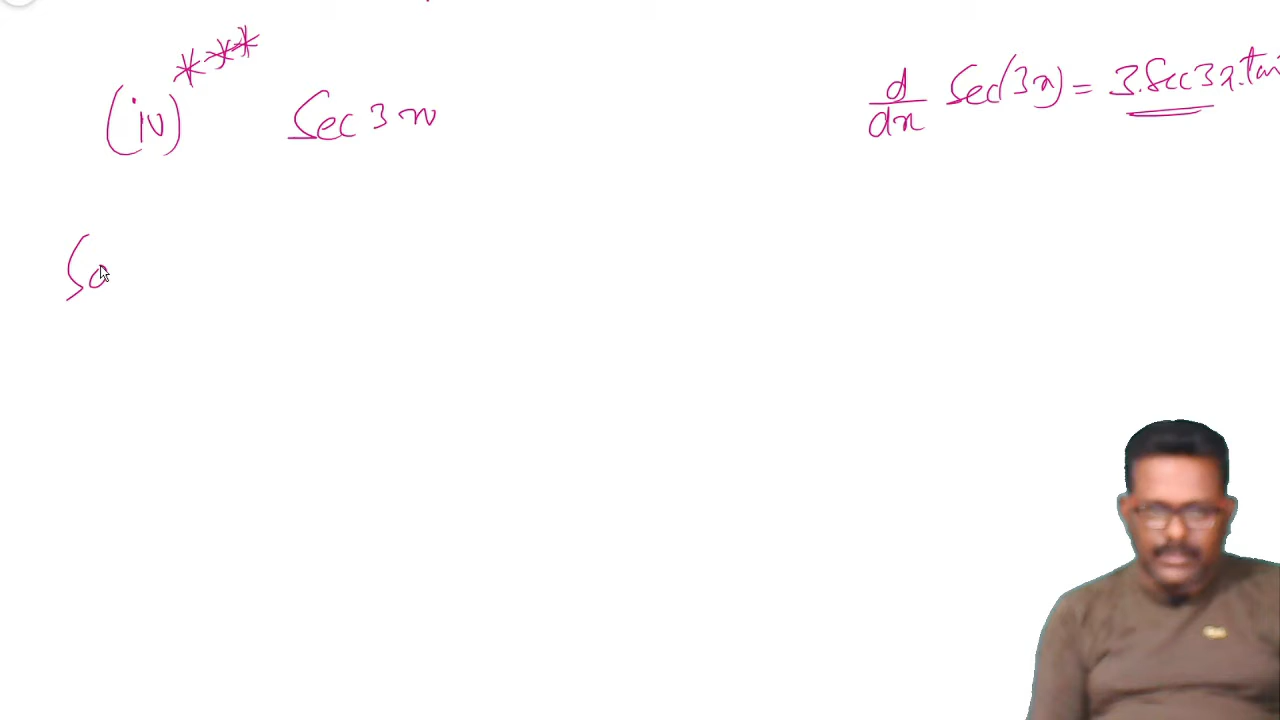 (iv) *** Sec 3x
d/dx Sec(3x) = 3.Sec3x.tan
So